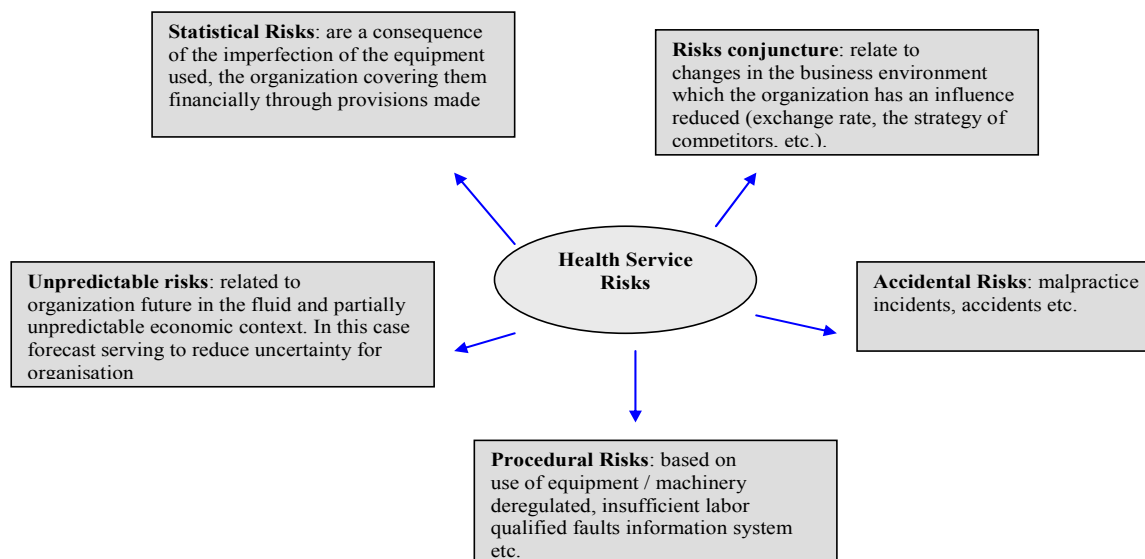 Statistical Risks: are a consequence
of the imperfection of the equipment
used, the organization covering them
financially through provisions made
Risks conjuncture: relate to
changes in the business environment
which the organization has an influence
reduced (exchange rate, the strategy of
competitors, etc.).
Health Service
Risks
Unpredictable risks: related to
organization future in the fluid and partially
unpredictable economic context. In this case
forecast serving to reduce uncertainty for
organisation
Accidental Risks: malpractice
incidents, accidents etc.
Procedural Risks: based on
use of equipment / machinery
deregulated, insufficient labor
qualified faults information system
etc.